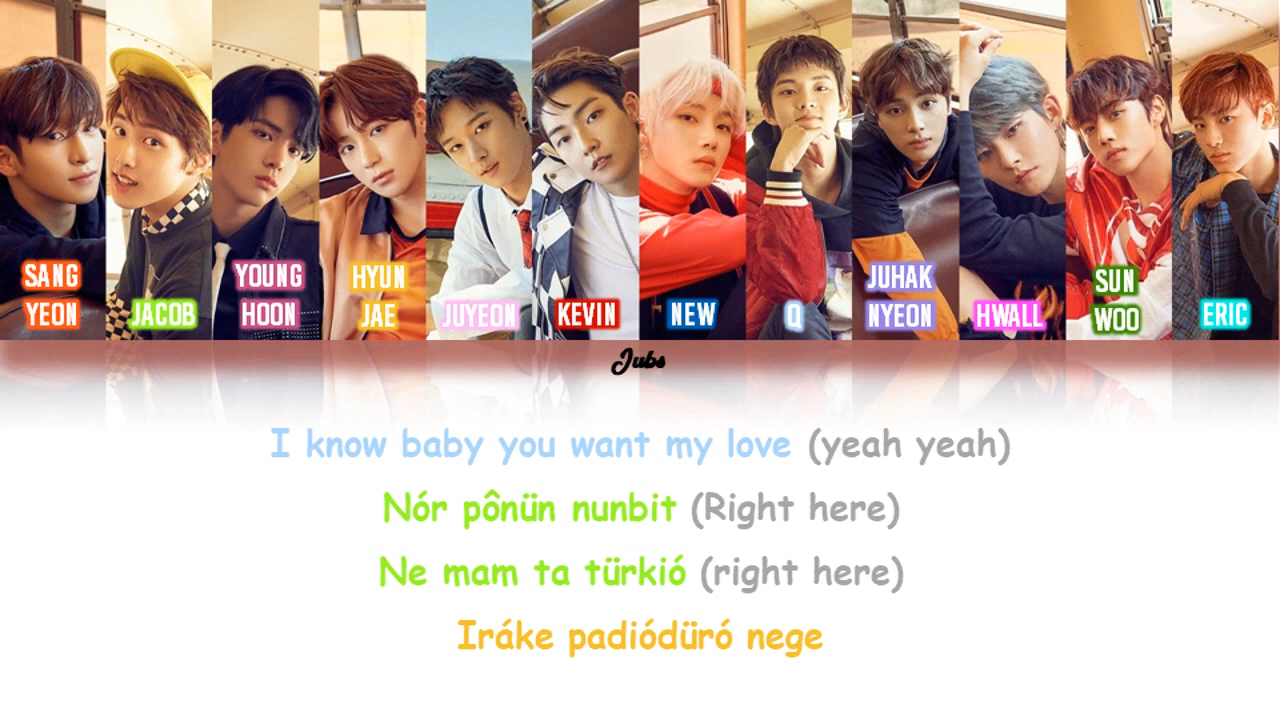 SANG
YEON
JACOB
YOUNG
HOON
HYUN
JAE
JUYEON
KEVIN
NEW
Q
JUHAK
NYEON
HWALL
SUN
WOO
ERIC
Jubs
I know baby you want my love (yeah yeah)
Nór pônün nunbit (Right here)
Ne mam ta türkió (right here)
Iráke padiódüró nege